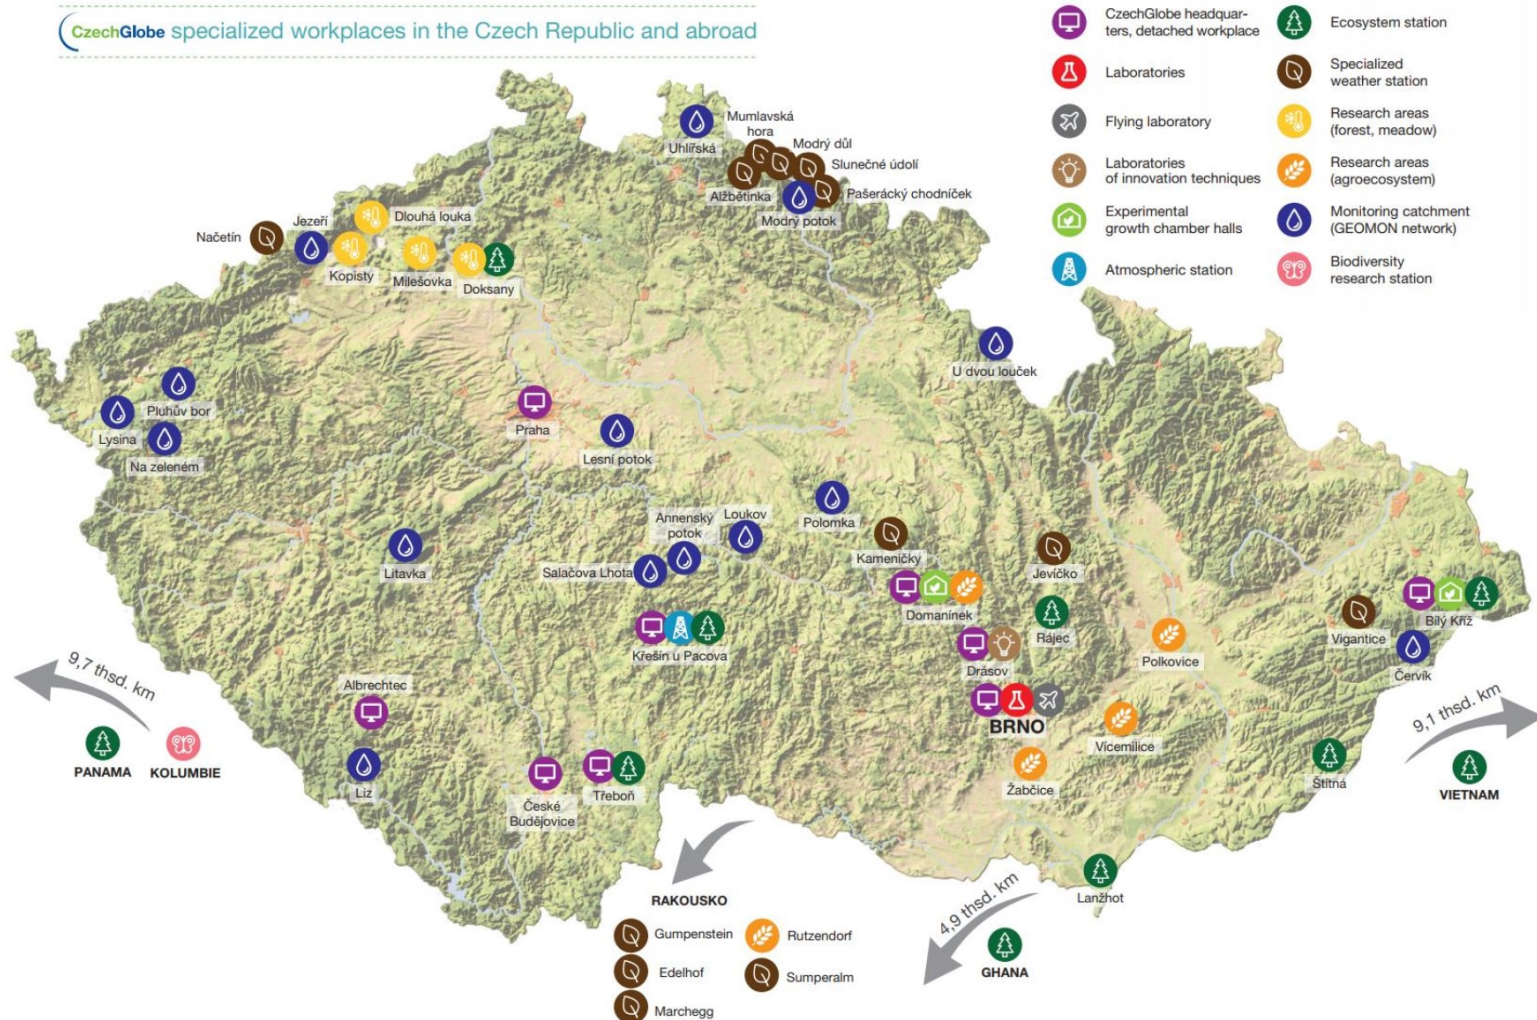 CzechGlobe specialized workplaces in the Czech Republic and abroad
CzechGlobe headquar-
ters, detached workplace
Laboratories
Flying laboratory
Laboratories
of innovation techniques
Experimental
growth chamber halls
Atmospheric station
Ecosystem station
Specialized
weather station
Research areas
(forest, meadow)
Research areas
(agroecosystem)
Monitoring catchment
(GEOMON network)
Biodiversity
research station
Uhlířská
Mumlavská
hora
Modrý důl
Slunečné údolí
Alžbětinka
Pašerácký chodníček
Modrý potok
Načetín
Jezeří
Dlouhá louka
Kopisty
Milešovka
Doksany
U dvou louček
Pluhův bor
Lysina
Na zeleném
Praha
Lesní potok
Litavka
Annenský
potok
Loukov
Salačova Lhota
Polomka
Kameničky
Jevíčko
Domanínek
Rájec
Křešín u Pacova
Drásov
Polkovice
Vigantice
Bílý Kříž
Červík
BRNO
Vícemilice
Žabčice
Štítná
Lanžhot
Albrechtec
Liz
České
Budějovice
Třeboň
9,7 thsd. km
PANAMA
KOLUMBIE
9,1 thsd. km
VIETNAM
RAKOUSKO
Gumpenstein
Rutzendorf
Edelhof
Sumperalm
Marchegg
4,9 thsd. km
GHANA